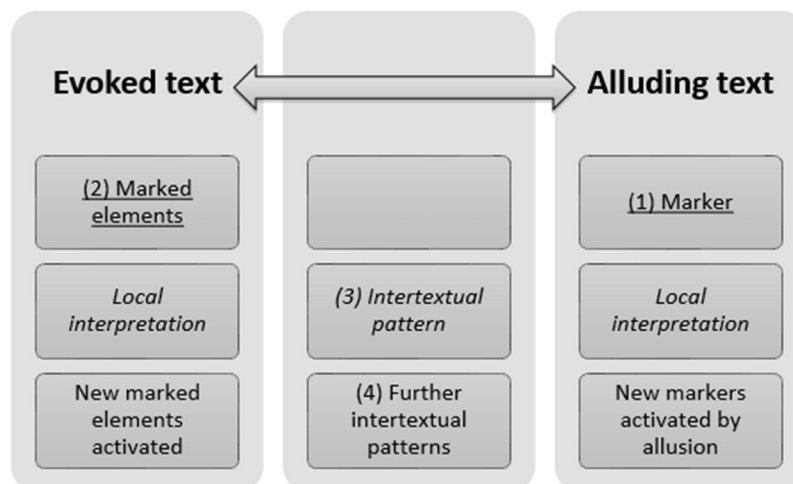 Evoked text
Alluding text
(2) Marked
elements
(1) Marker
Local
interpretation
(3) Intertextual
pattern
Local
interpretation
New marked
elements
activated
(4) Further
intertextual
patterns
New markers
activated by
allusion